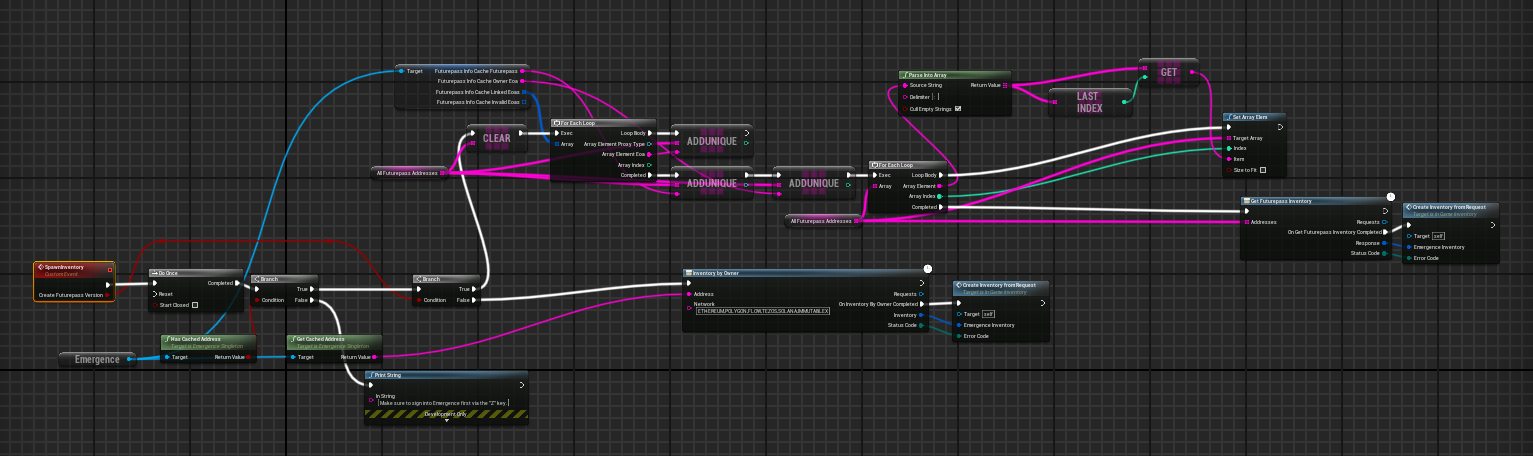 Target
Futurepass Info Cache Futurepass
Futurepass Info Cache Owner Eoa
Futurepass Info Cache Linked Eoas
Futurepass Info Cache Invalid Eoas
CLEAR
For Each Loop
Exec
Array
Loop Body
Array Element Proxy Type
Array Element Eoa
Array Index
Completed
ADDUNIQUE
ADDUNIQUE
ADDUNIQUE
All Futurepass Addresses
All Futurepass Addresses
For Each Loop
Exec
Array
Loop Body
Array Element
Array Index
Completed
Parse Into Array
Source String
Return Value
Delimiter
Cull Empty Strings
LAST
INDEX
GET
Set Array Elem
Target Array
Index
Item
Size to Fit
Get Futurepass Inventory
Addresses
Requests
On Get Futurepass Inventory Completed
Response
Status Code
Create Inventory from Request
Target is In Game Inventory
Target self
Emergence Inventory
Error Code
SpawnInventory
Custom Event
Create Futurepass Version
Do Once
Completed
Reset
Start Closed
Branch
True
Condition False
Branch
True
Condition False
Inventory by Owner
Address
Network
ETHEREUM,POLYGON,FLOW,TEZOS,SOLANA,IMMUTABLEX
Requests
On Inventory By Owner Completed
Inventory
Status Code
Create Inventory from Request
Target is In Game Inventory
Target self
Emergence Inventory
Error Code
Emergence
Has Cached Address
Target is Emergence Singleton
Target Return Value
Get Cached Address
Target is Emergence Singleton
Target Return Value
Print String
In String
Make sure to sign into Emergence first via the "Z" key.
Development Only